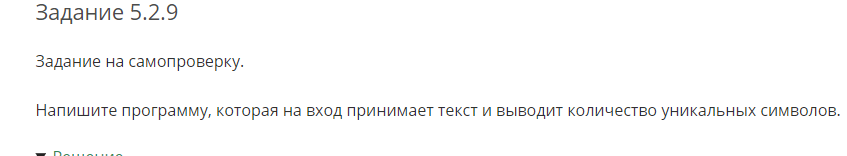 Задание 5.2.9
Задание на самопроверку.
Напишите программу, которая на вход принимает текст и выводит количество уникальных символов.